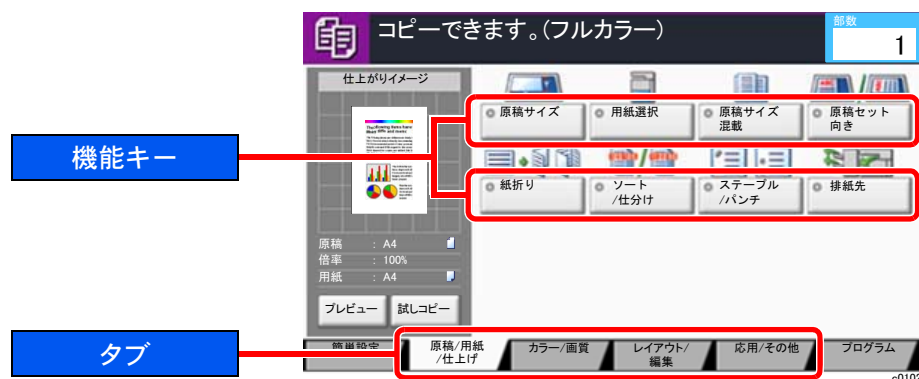 コピーできます。(フルカラー)
部数
1
仕上がりイメージ
原稿サイズ
用紙選択
原稿サイズ
混載
原稿セット
向き
機能キー
紙折り
ソート
/仕分け
ステープル
/パンチ
排紙先
原稿 : A4
倍率 : 100%
用紙 : A4
プレビュー
試しコピー
タブ
簡単設定
原稿/用紙
/仕上げ
カラー/画質
レイアウト/
編集
応用/その他
プログラム